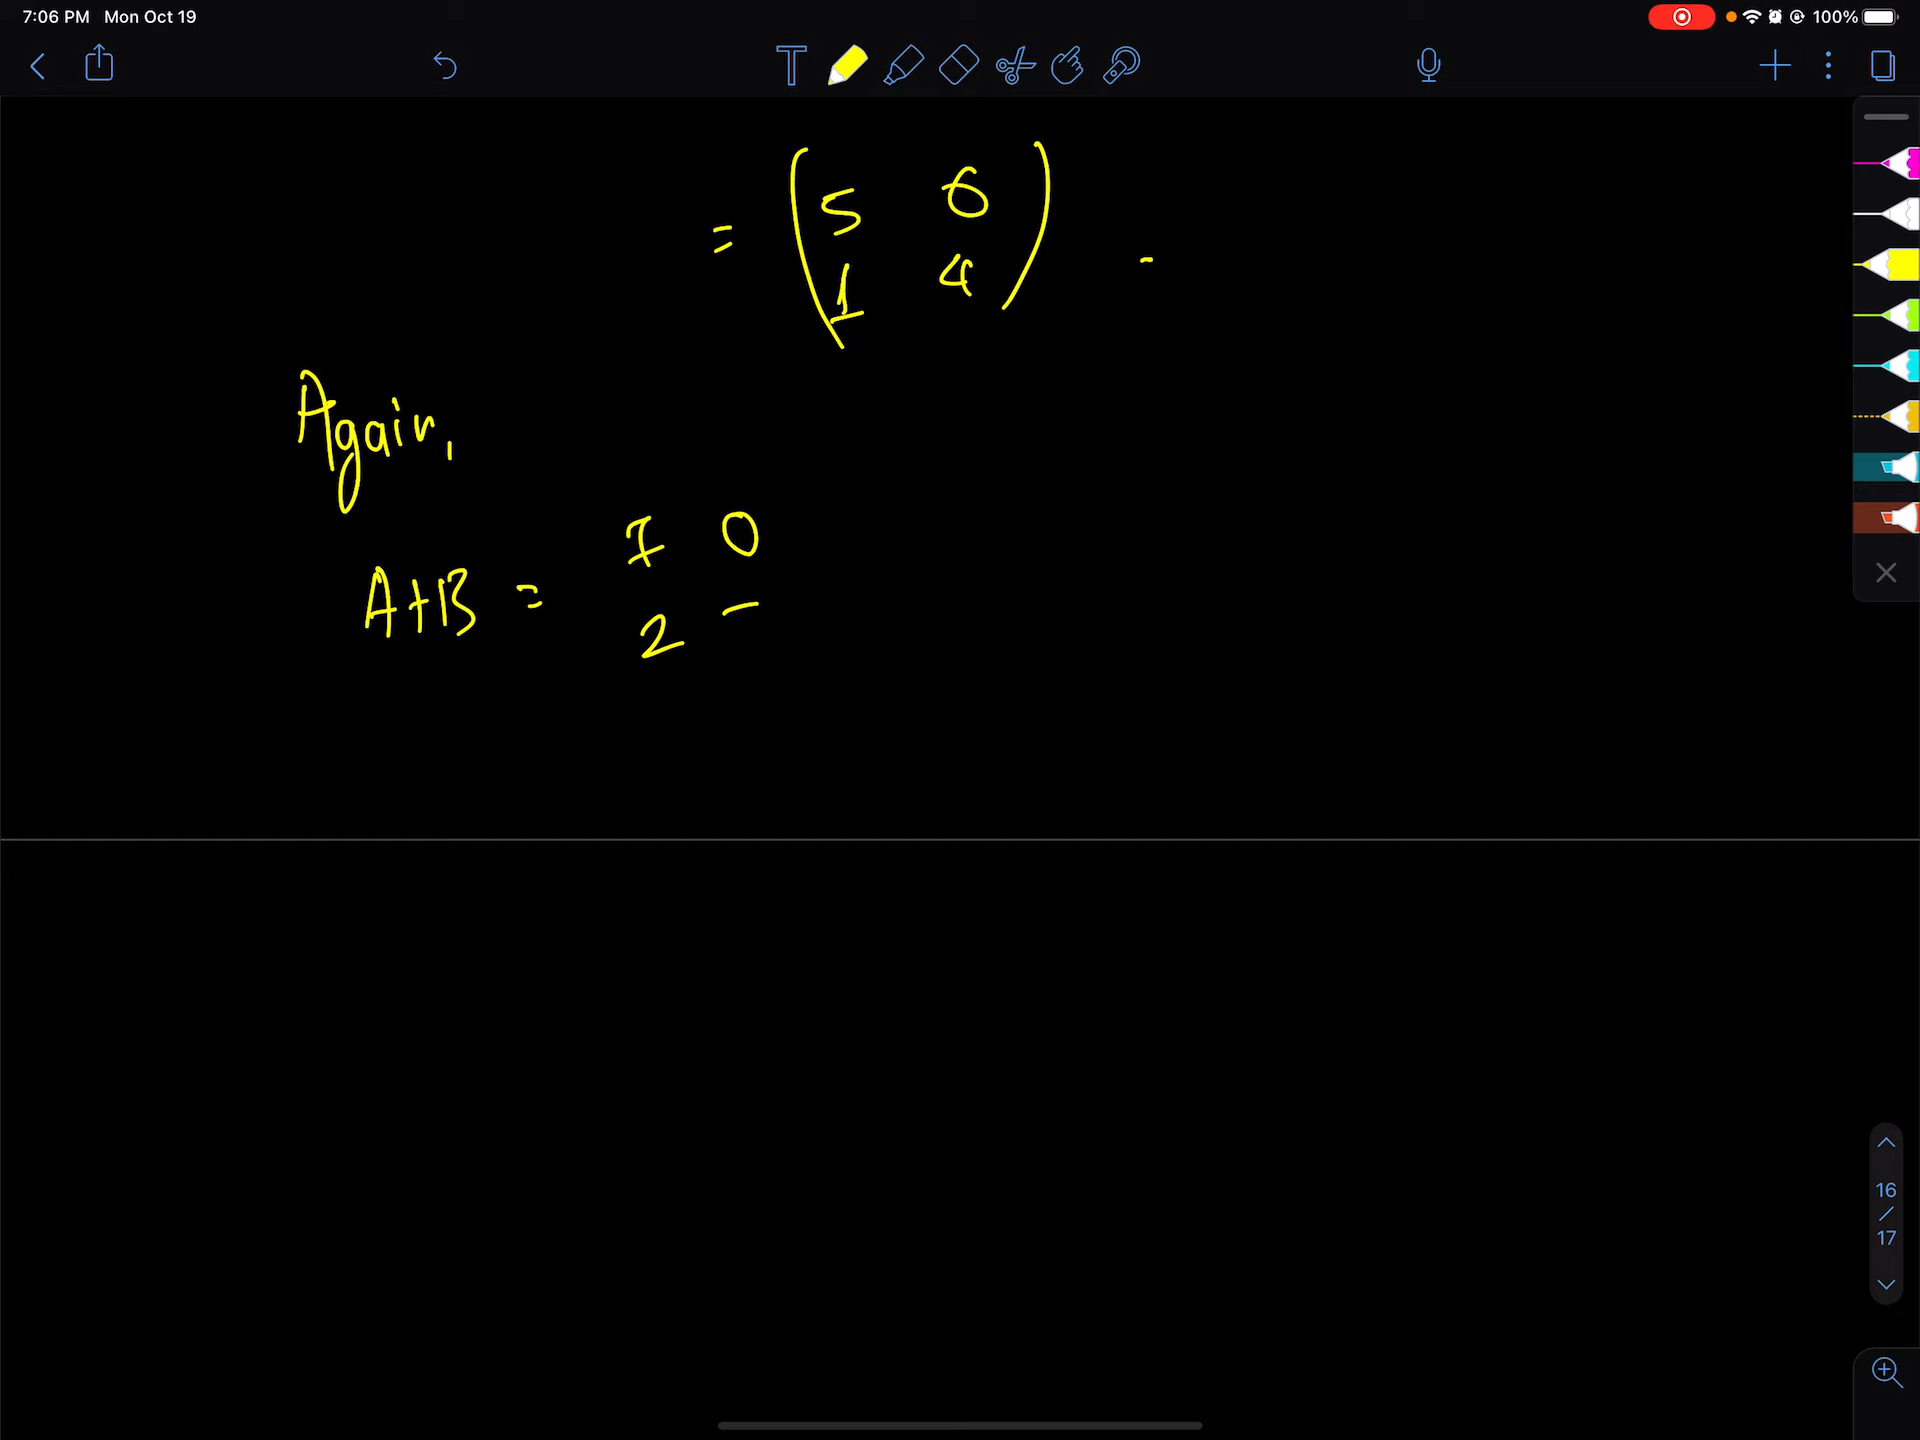 7:06 PM Mon Oct 19
100%
T
= ( 5 6
1 4 ) -
Again,
7 0
A+B =
2 -
16
/
17